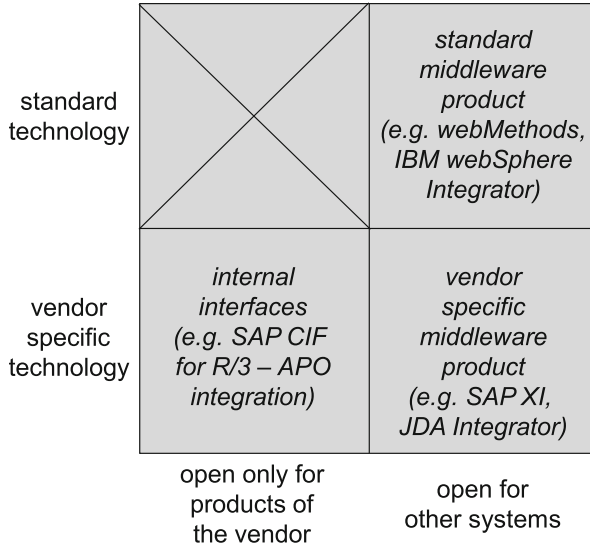 standard
technology
standard
middleware
product
(e.g. webMethods,
IBM webSphere
Integrator)
vendor
specific
technology
internal
interfaces
(e.g. SAP CIF
for R/3 – APO
integration)
vendor
specific
middleware
product
(e.g. SAP XI,
JDA Integrator)
open only for
products of
the vendor
open for
other systems